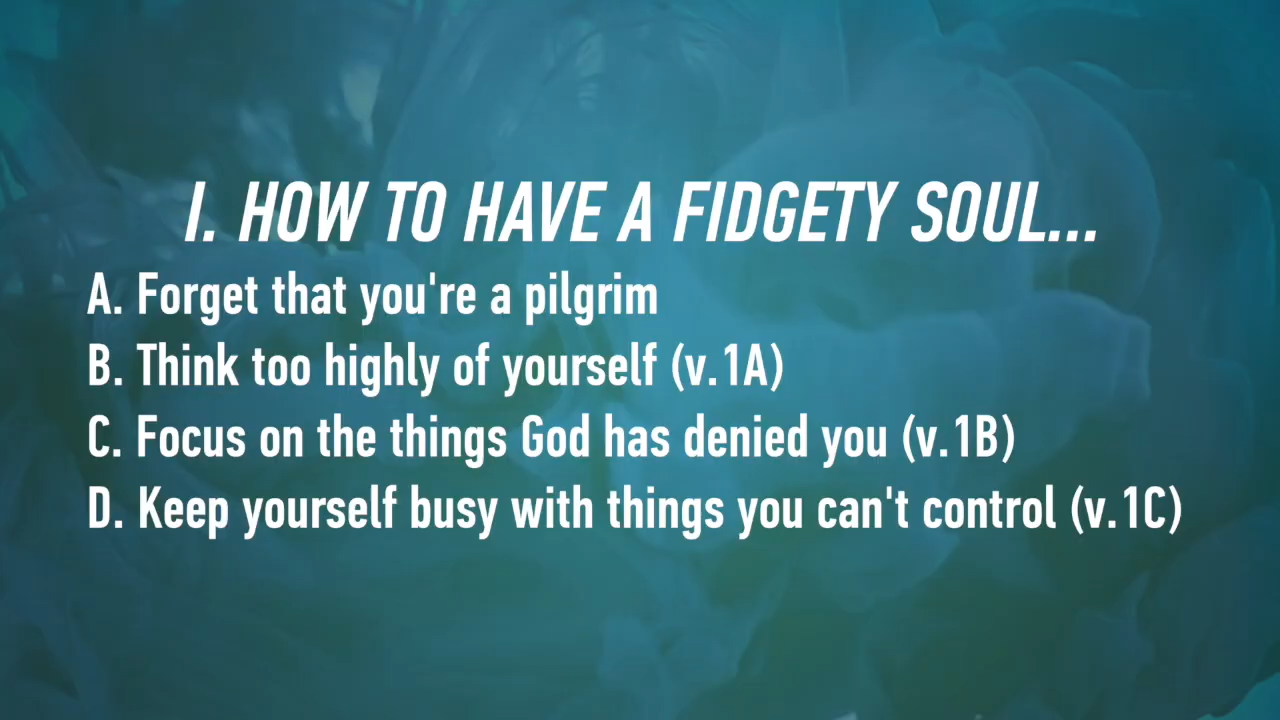 I. HOW TO HAVE A FIDGETY SOUL...
A. Forget that you're a pilgrim
B. Think too highly of yourself (v.1A)
C. Focus on the things God has denied you (v.1B)
D. Keep yourself busy with things you can't control (v.1C)